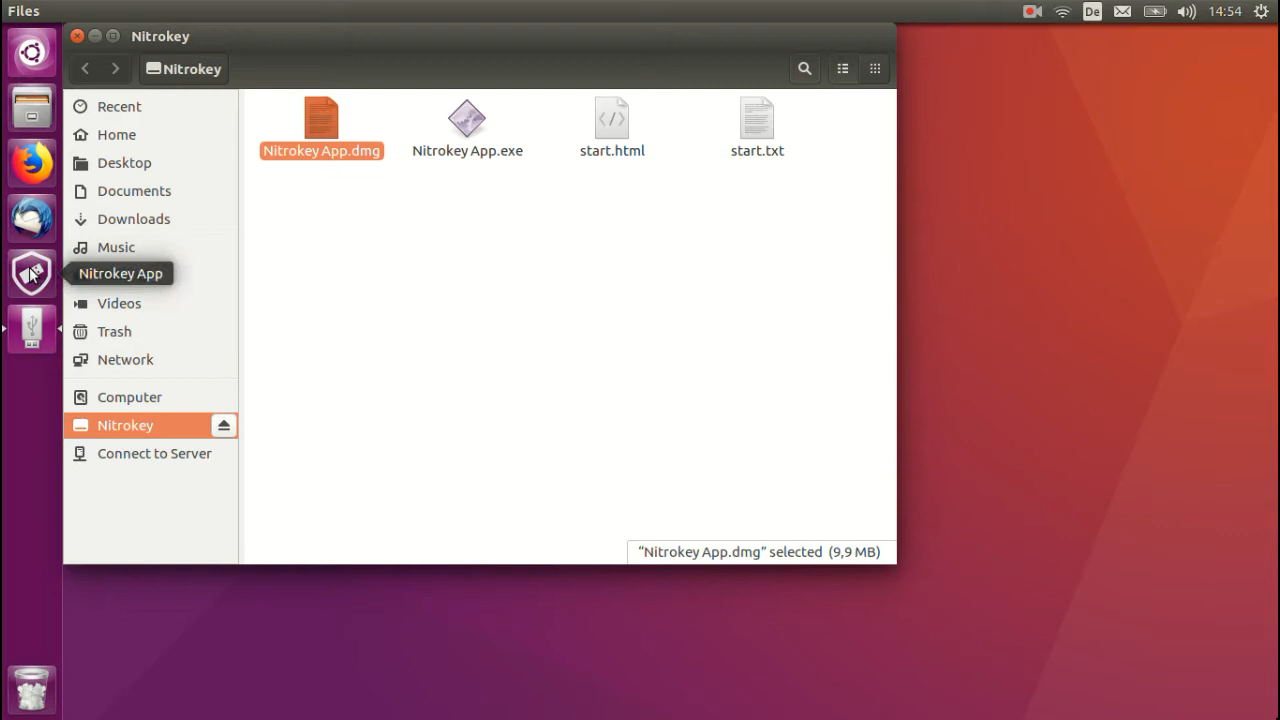 Files
De
14:54
Nitrokey
Nitrokey
Recent
Home
Desktop
Documents
Downloads
Music
Nitrokey App
Videos
Trash
Network
Computer
Nitrokey
Connect to Server
Nitrokey App.dmg
Nitrokey App.exe
start.html
start.txt
“Nitrokey App.dmg” selected (9,9 MB)